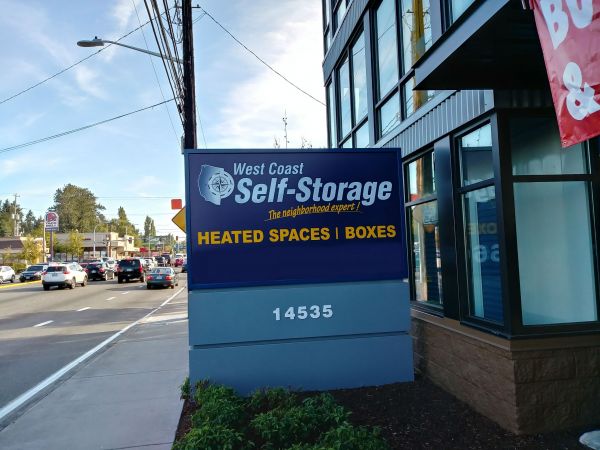 West Coast
Self-Storage
The neighborhood expert!
HEATED SPACES | BOXES
14535
&